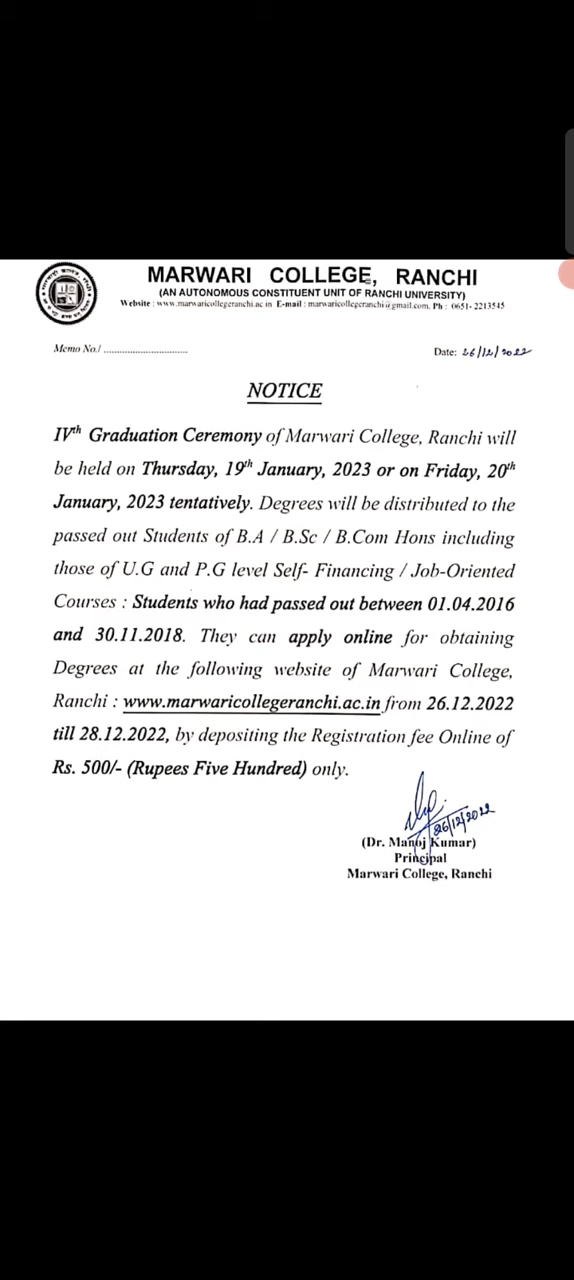 MARWARI COLLEGE, RANCHI
(AN AUTONOMOUS CONSTITUENT UNIT OF RANCHI UNIVERSITY)
Website : www.marwaricollegeranchi.ac.in E-mail : marwaricollegeranchi@gmail.com, Ph : 0651- 2213545
Memo No./ ................................
Date: 26/12/2022
NOTICE
IVth Graduation Ceremony of Marwari College, Ranchi will
be held on Thursday, 19th January, 2023 or on Friday, 20th
January, 2023 tentatively. Degrees will be distributed to the
passed out Students of B.A / B.Sc / B.Com Hons including
those of U.G and P.G level Self- Financing / Job-Oriented
Courses : Students who had passed out between 01.04.2016
and 30.11.2018. They can apply online for obtaining
Degrees at the following website of Marwari College,
Ranchi : www.marwaricollegeranchi.ac.in from 26.12.2022
till 28.12.2022, by depositing the Registration fee Online of
Rs. 500/- (Rupees Five Hundred) only.
26/12/2022
(Dr. Manoj Kumar)
Principal
Marwari College, Ranchi